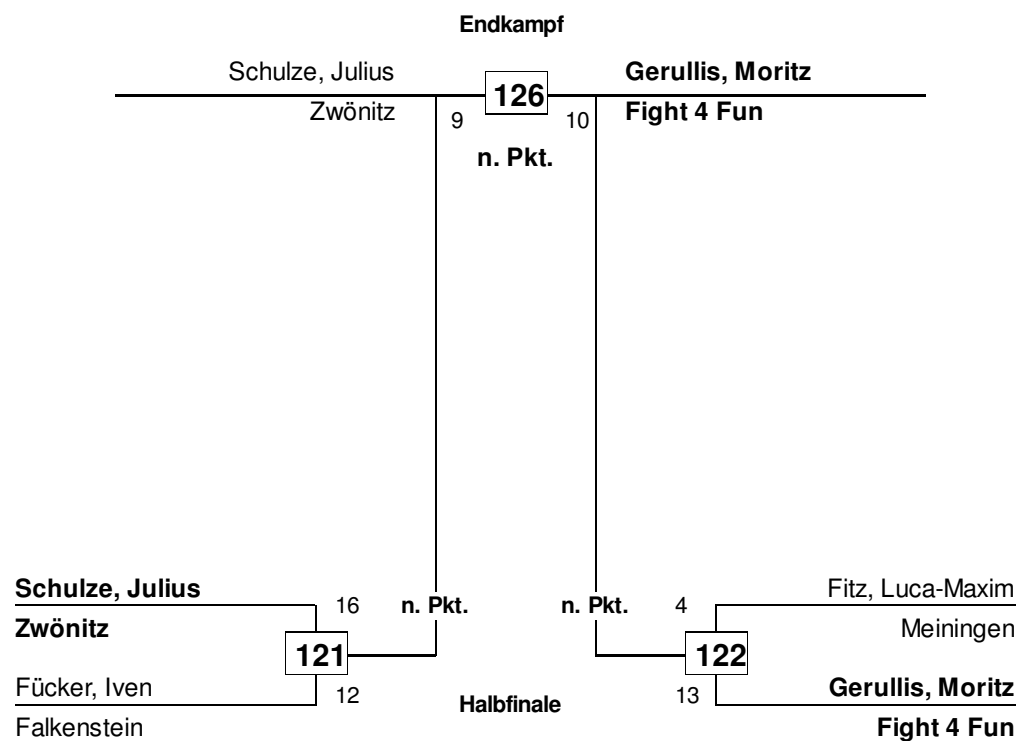 Endkampf
Schulze, Julius
Gerullis, Moritz
126
Zwönitz
9
10
Fight 4 Fun
n. Pkt.
Schulze, Julius
16
n. Pkt.
n. Pkt.
4
Fitz, Luca-Maxim
Zwönitz
Meiningen
121
122
Fücker, Iven
12
Halbfinale
13
Gerullis, Moritz
Falkenstein
Fight 4 Fun